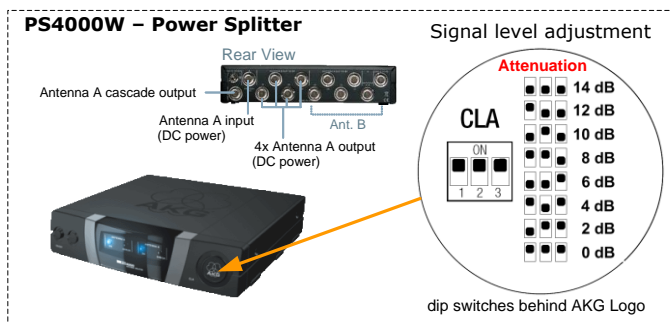 PS4000W – Power Splitter
Rear View
Antenna A cascade output
Antenna A input
(DC power)
4x Antenna A output
(DC power)
Ant. B
AKG
AKG
Signal level adjustment
Attenuation
CLA
ON
1 2 3
14 dB
12 dB
10 dB
8 dB
6 dB
4 dB
2 dB
0 dB
dip switches behind AKG Logo